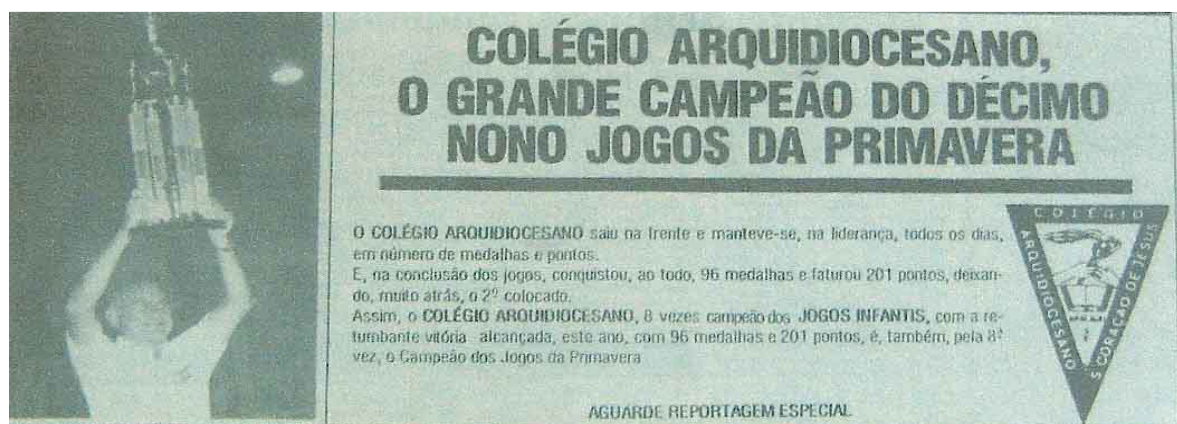 COLÉGIO ARQUIDIOCESANO,
O GRANDE CAMPEÃO DO DÉCIMO
NONO JOGOS DA PRIMAVERA
O COLÉGIO ARQUIDIOCESANO saiu na frente e manteve-se, na liderança, todos os dias,
em número de medalhas e pontos.
E, na conclusão dos jogos, conquistou, ao todo, 96 medalhas e faturou 201 pontos, deixan-
do, muito atrás, o 2º colocado.
Assim, o COLÉGIO ARQUIDIOCESANO, 8 vezes campeão dos JOGOS INFANTIS, com a re-
tumbante vitória alcançada, este ano, com 96 medalhas e 201 pontos, é, também, pela 8ª
vez, o Campeão dos Jogos da Primavera
AGUARDE REPORTAGEM ESPECIAL
COLÉGIO
ARQUIDIOCESANO
S. CORAÇÃO DE JESUS